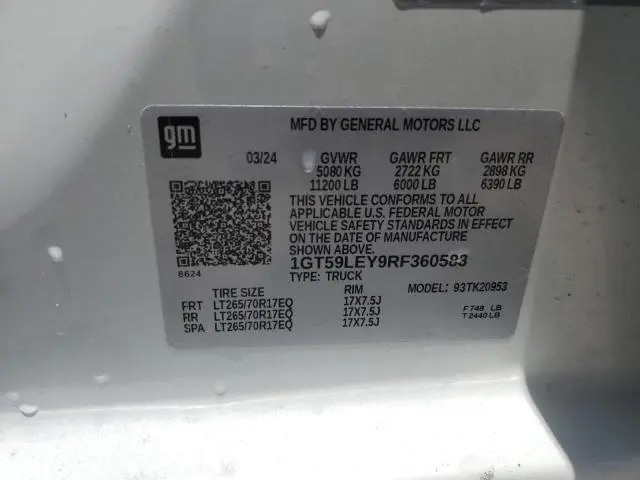 gm
MFD BY GENERAL MOTORS LLC
03/24 GVWR GAWR FRT GAWR RR
5080 KG 2722 KG 2898 KG
11200 LB 6000 LB 6390 LB
THIS VEHICLE CONFORMS TO ALL
APPLICABLE U.S. FEDERAL MOTOR
VEHICLE SAFETY STANDARDS IN EFFECT
ON THE DATE OF MANUFACTURE
SHOWN ABOVE.
8624
1GT59LEY9RF360583
TYPE: TRUCK
MODEL: 93TK20953
TIRE SIZE RIM
FRT LT265/70R17EQ 17X7.5J
RR LT265/70R17EQ 17X7.5J
SPA LT265/70R17EQ 17X7.5J
F748 LB
T2440LB